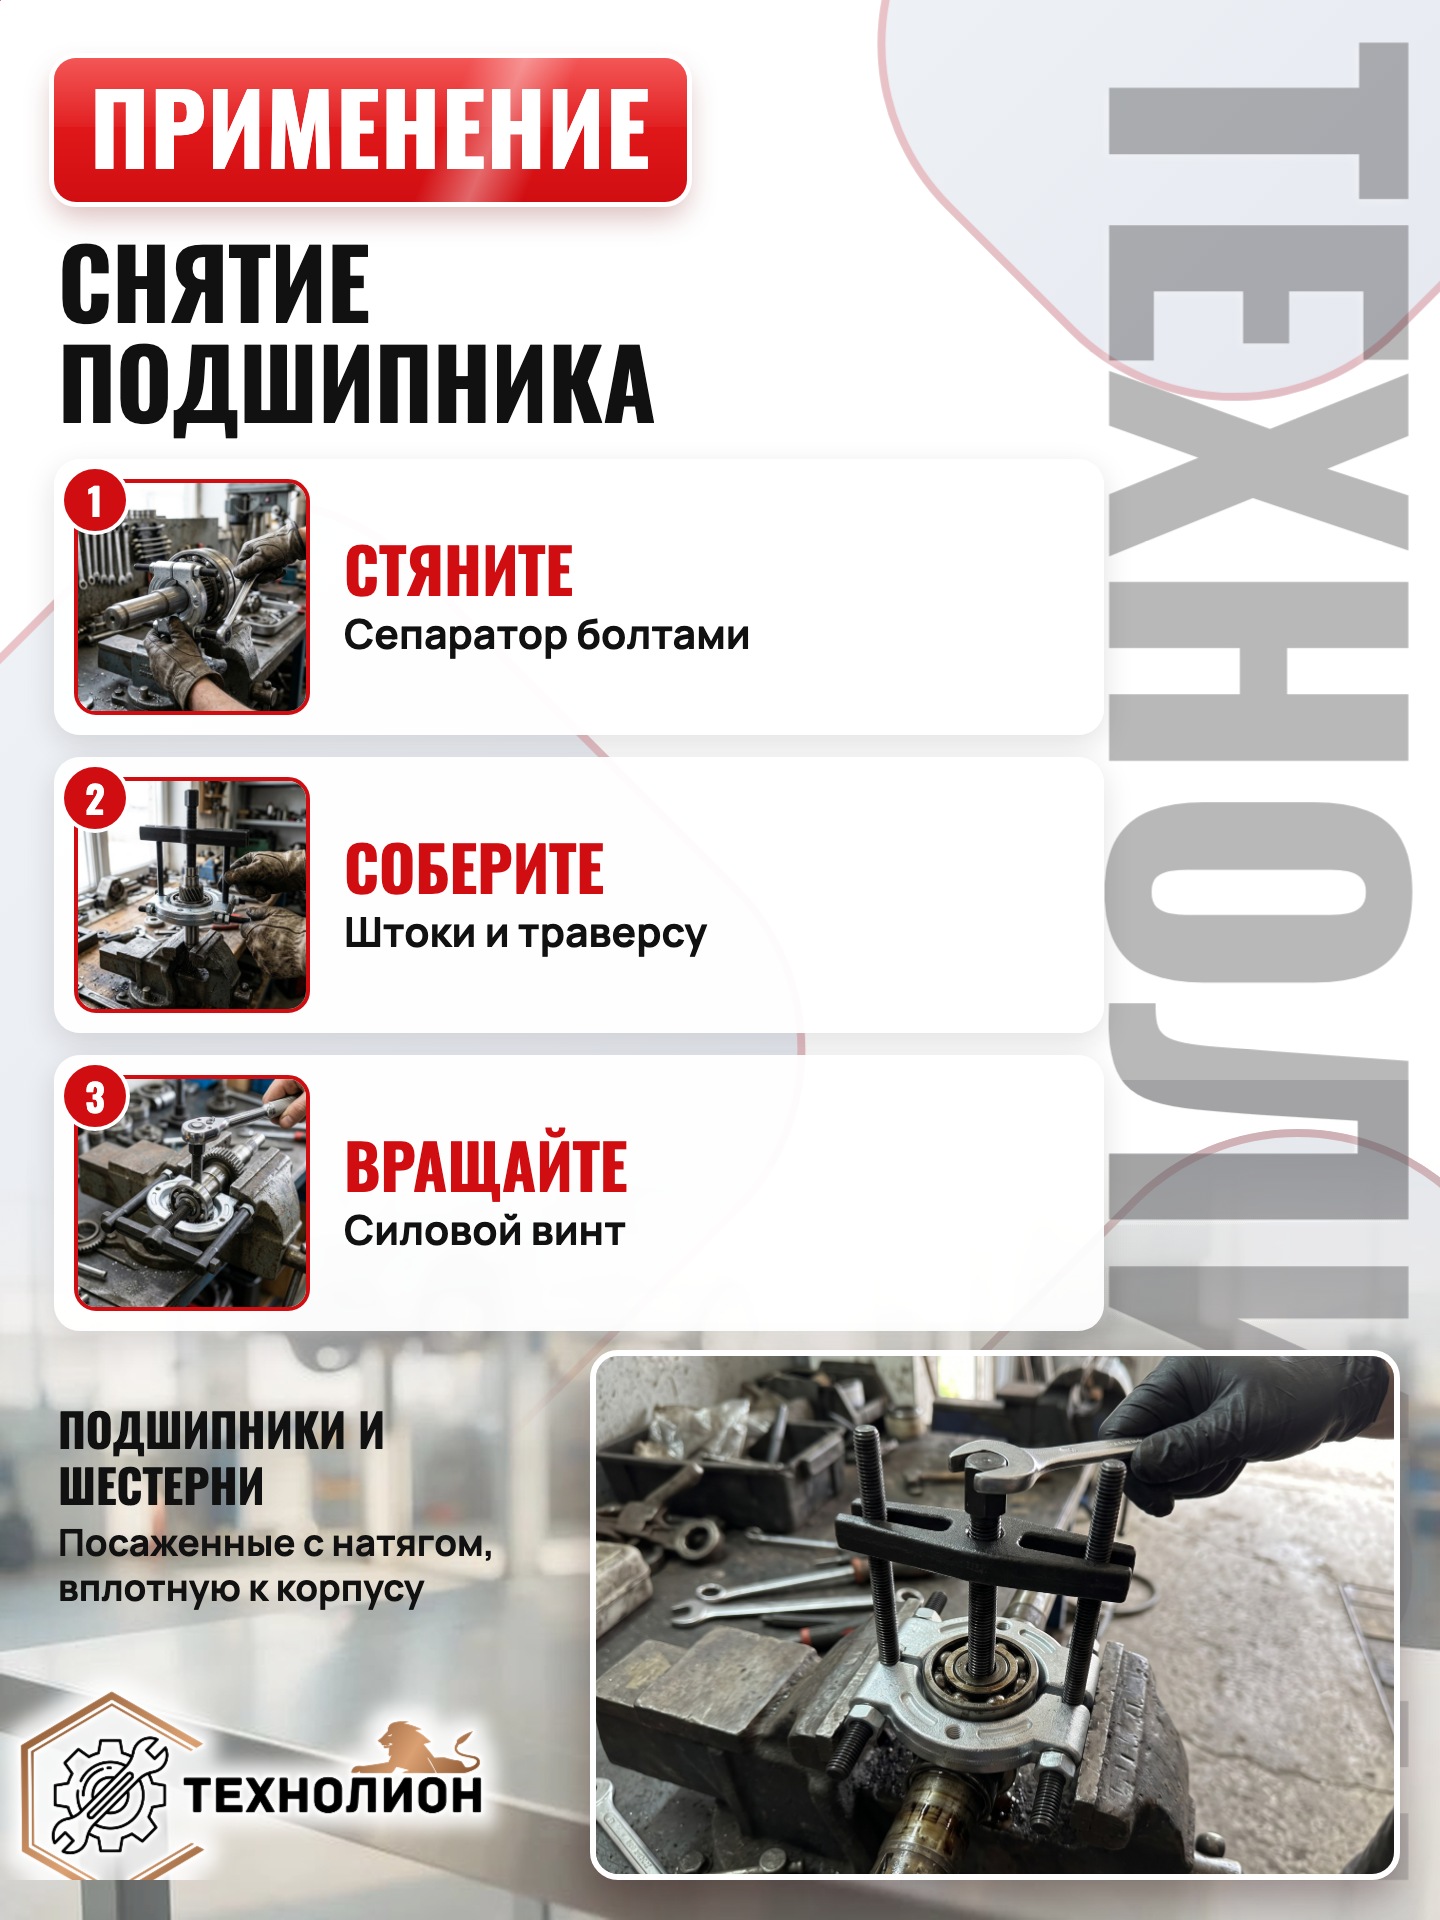 ПРИМЕНЕНИЕ
СНЯТИЕ
ПОДШИПНИКА
1
СТЯНИТЕ
Сепаратор болтами
2
СОБЕРИТЕ
Штоки и траверсу
3
ВРАЩАЙТЕ
Силовой винт
ПОДШИПНИКИ И
ШЕСТЕРНИ
Посаженные с натягом,
вплотную к корпусу
ТЕХНОЛИОН
ТЕХНОЛИ